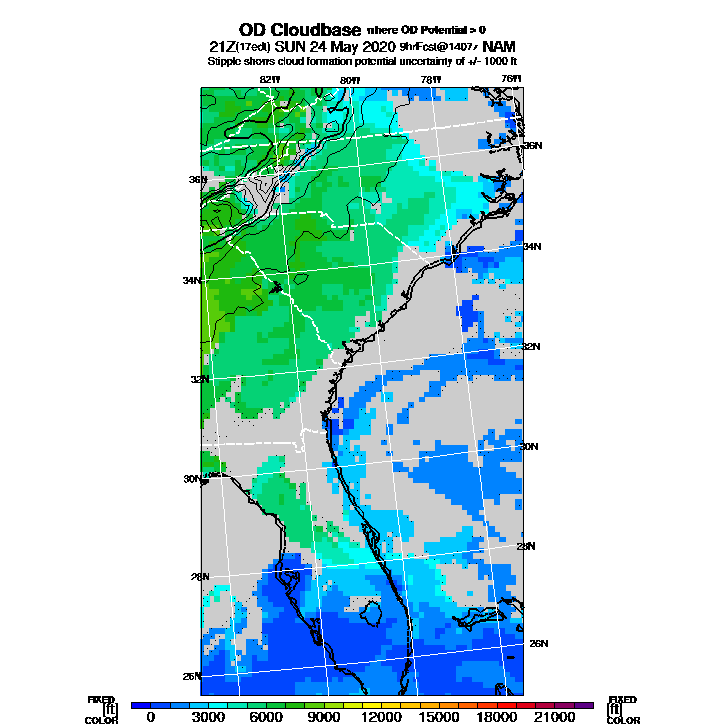 OD Cloudbase where OD Potential > 0
21Z(17edt) SUN 24 May 2020 9hrFcst@1407z NAM
Stipple shows cloud formation potential uncertainty of +/- 1000 ft
82W 80W 78W 76W
36N
36N
34N
34N
32N
32N
30N
30N
28N
28N
26N
26N
FIXED [ft] COLOR
0 3000 6000 9000 12000 15000 18000 21000
FIXED [ft] COLOR